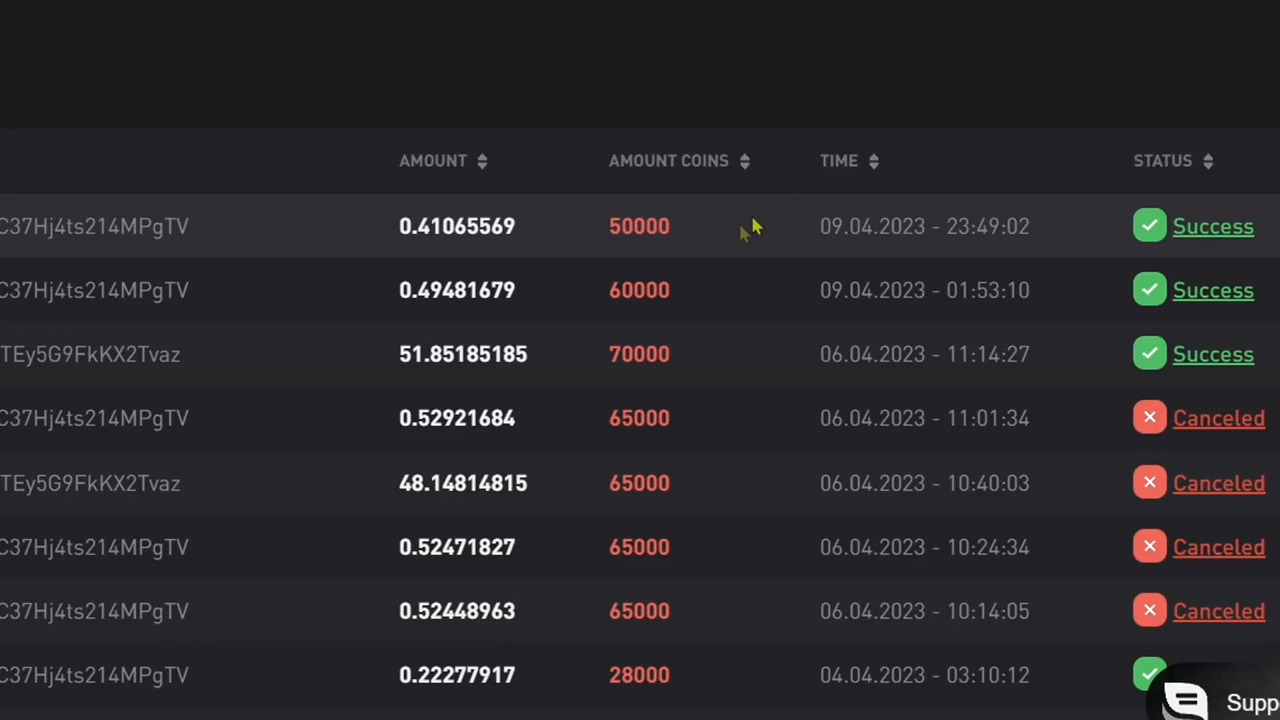 AMOUNT AMOUNT COINS TIME STATUS
C37Hj4ts214MPgTV 0.41065569 50000 09.04.2023 - 23:49:02 Success
C37Hj4ts214MPgTV 0.49481679 60000 09.04.2023 - 01:53:10 Success
TEy5G9FkKX2Tvaz 51.85185185 70000 06.04.2023 - 11:14:27 Success
C37Hj4ts214MPgTV 0.52921684 65000 06.04.2023 - 11:01:34 Canceled
TEy5G9FkKX2Tvaz 48.14814815 65000 06.04.2023 - 10:40:03 Canceled
C37Hj4ts214MPgTV 0.52471827 65000 06.04.2023 - 10:24:34 Canceled
C37Hj4ts214MPgTV 0.52448963 65000 06.04.2023 - 10:14:05 Canceled
C37Hj4ts214MPgTV 0.22277917 28000 04.04.2023 - 03:10:12
Supp